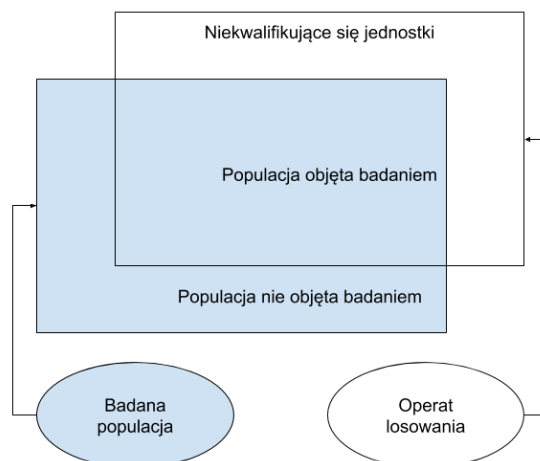 Niekwalifikujące się jednostki
Populacja objęta badaniem
Populacja nie objęta badaniem
Badana
populacja
Operat
losowania